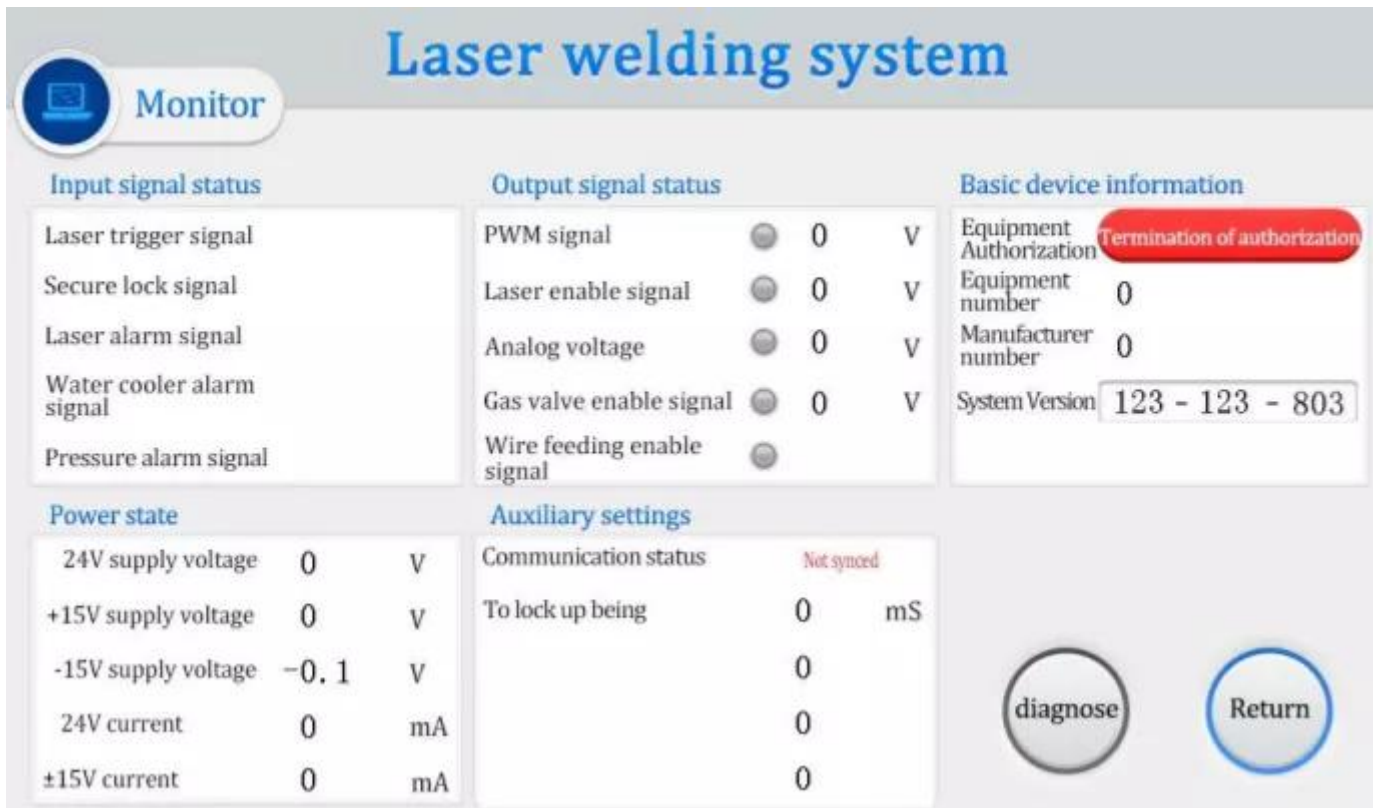 Laser welding system
Monitor
Input signal status
Laser trigger signal
Secure lock signal
Laser alarm signal
Water cooler alarm
signal
Pressure alarm signal
Output signal status
PWM signal 0 V
Laser enable signal 0 V
Analog voltage 0 V
Gas valve enable signal 0 V
Wire feeding enable
signal
Basic device information
Equipment
Authorization
Termination of authorization
Equipment
number
0
Manufacturer
number
0
System Version 123 - 123 - 803
Power state
24V supply voltage 0 V
+15V supply voltage 0 V
-15V supply voltage -0.1 V
24V current 0 mA
±15V current 0 mA
Auxiliary settings
Communication status Not synced
To lock up being 0 mS
0
0
0
diagnose
Return